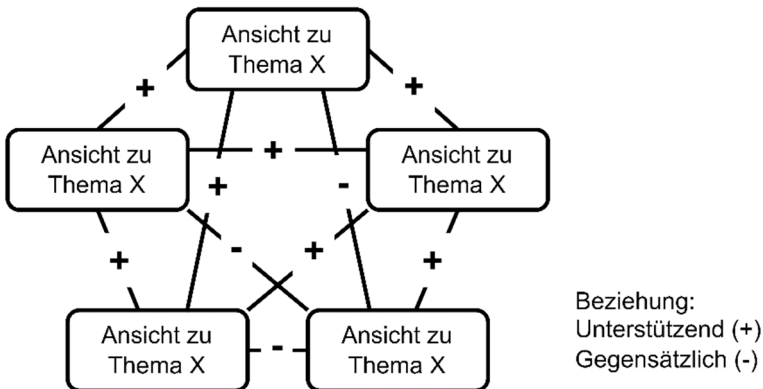 Ansicht zu
Thema X
+
+
Ansicht zu
Thema X
+
Ansicht zu
Thema X
+
-
+
-
+
+
Ansicht zu
Thema X
-
Ansicht zu
Thema X
Beziehung:
Unterstützend (+)
Gegensätzlich (-)